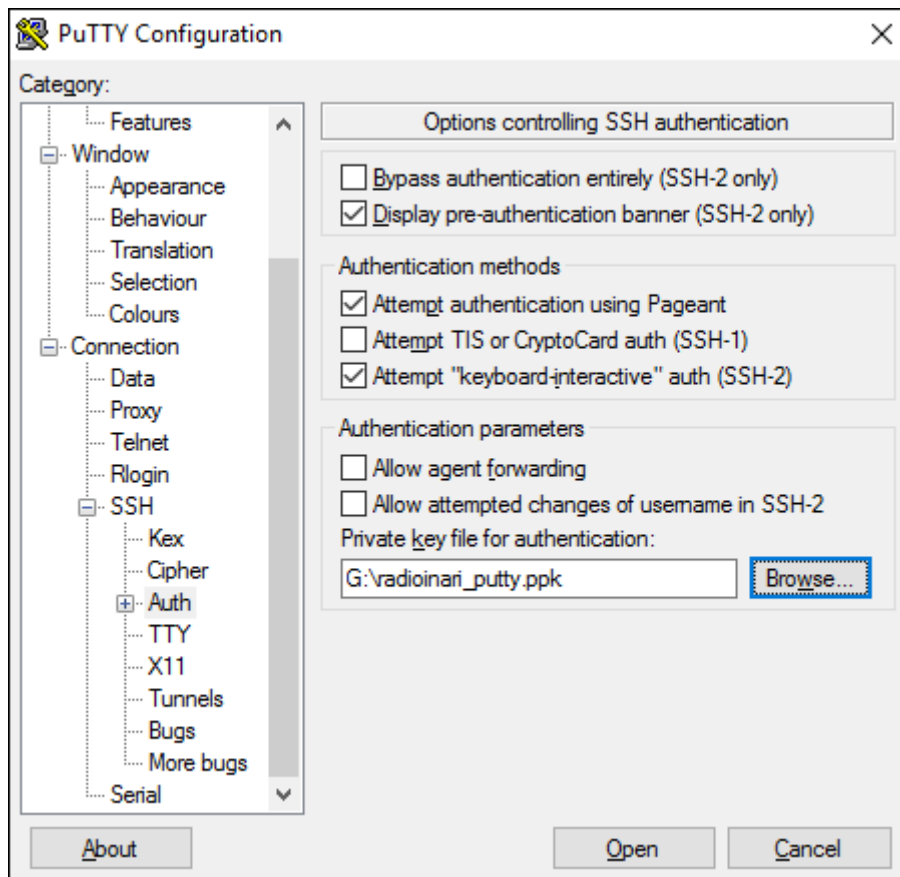 PuTTY Configuration
Category:
Features
Window
Appearance
Behaviour
Translation
Selection
Colours
Connection
Data
Proxy
Telnet
Rlogin
SSH
Kex
Cipher
Auth
TTY
X11
Tunnels
Bugs
More bugs
Serial
Options controlling SSH authentication
Bypass authentication entirely (SSH-2 only)
Display pre-authentication banner (SSH-2 only)
Authentication methods
Attempt authentication using Pageant
Attempt TIS or CryptoCard auth (SSH-1)
Attempt "keyboard-interactive" auth (SSH-2)
Authentication parameters
Allow agent forwarding
Allow attempted changes of username in SSH-2
Private key file for authentication:
G:\radioinari_putty.ppk
Browse...
About
Open
Cancel